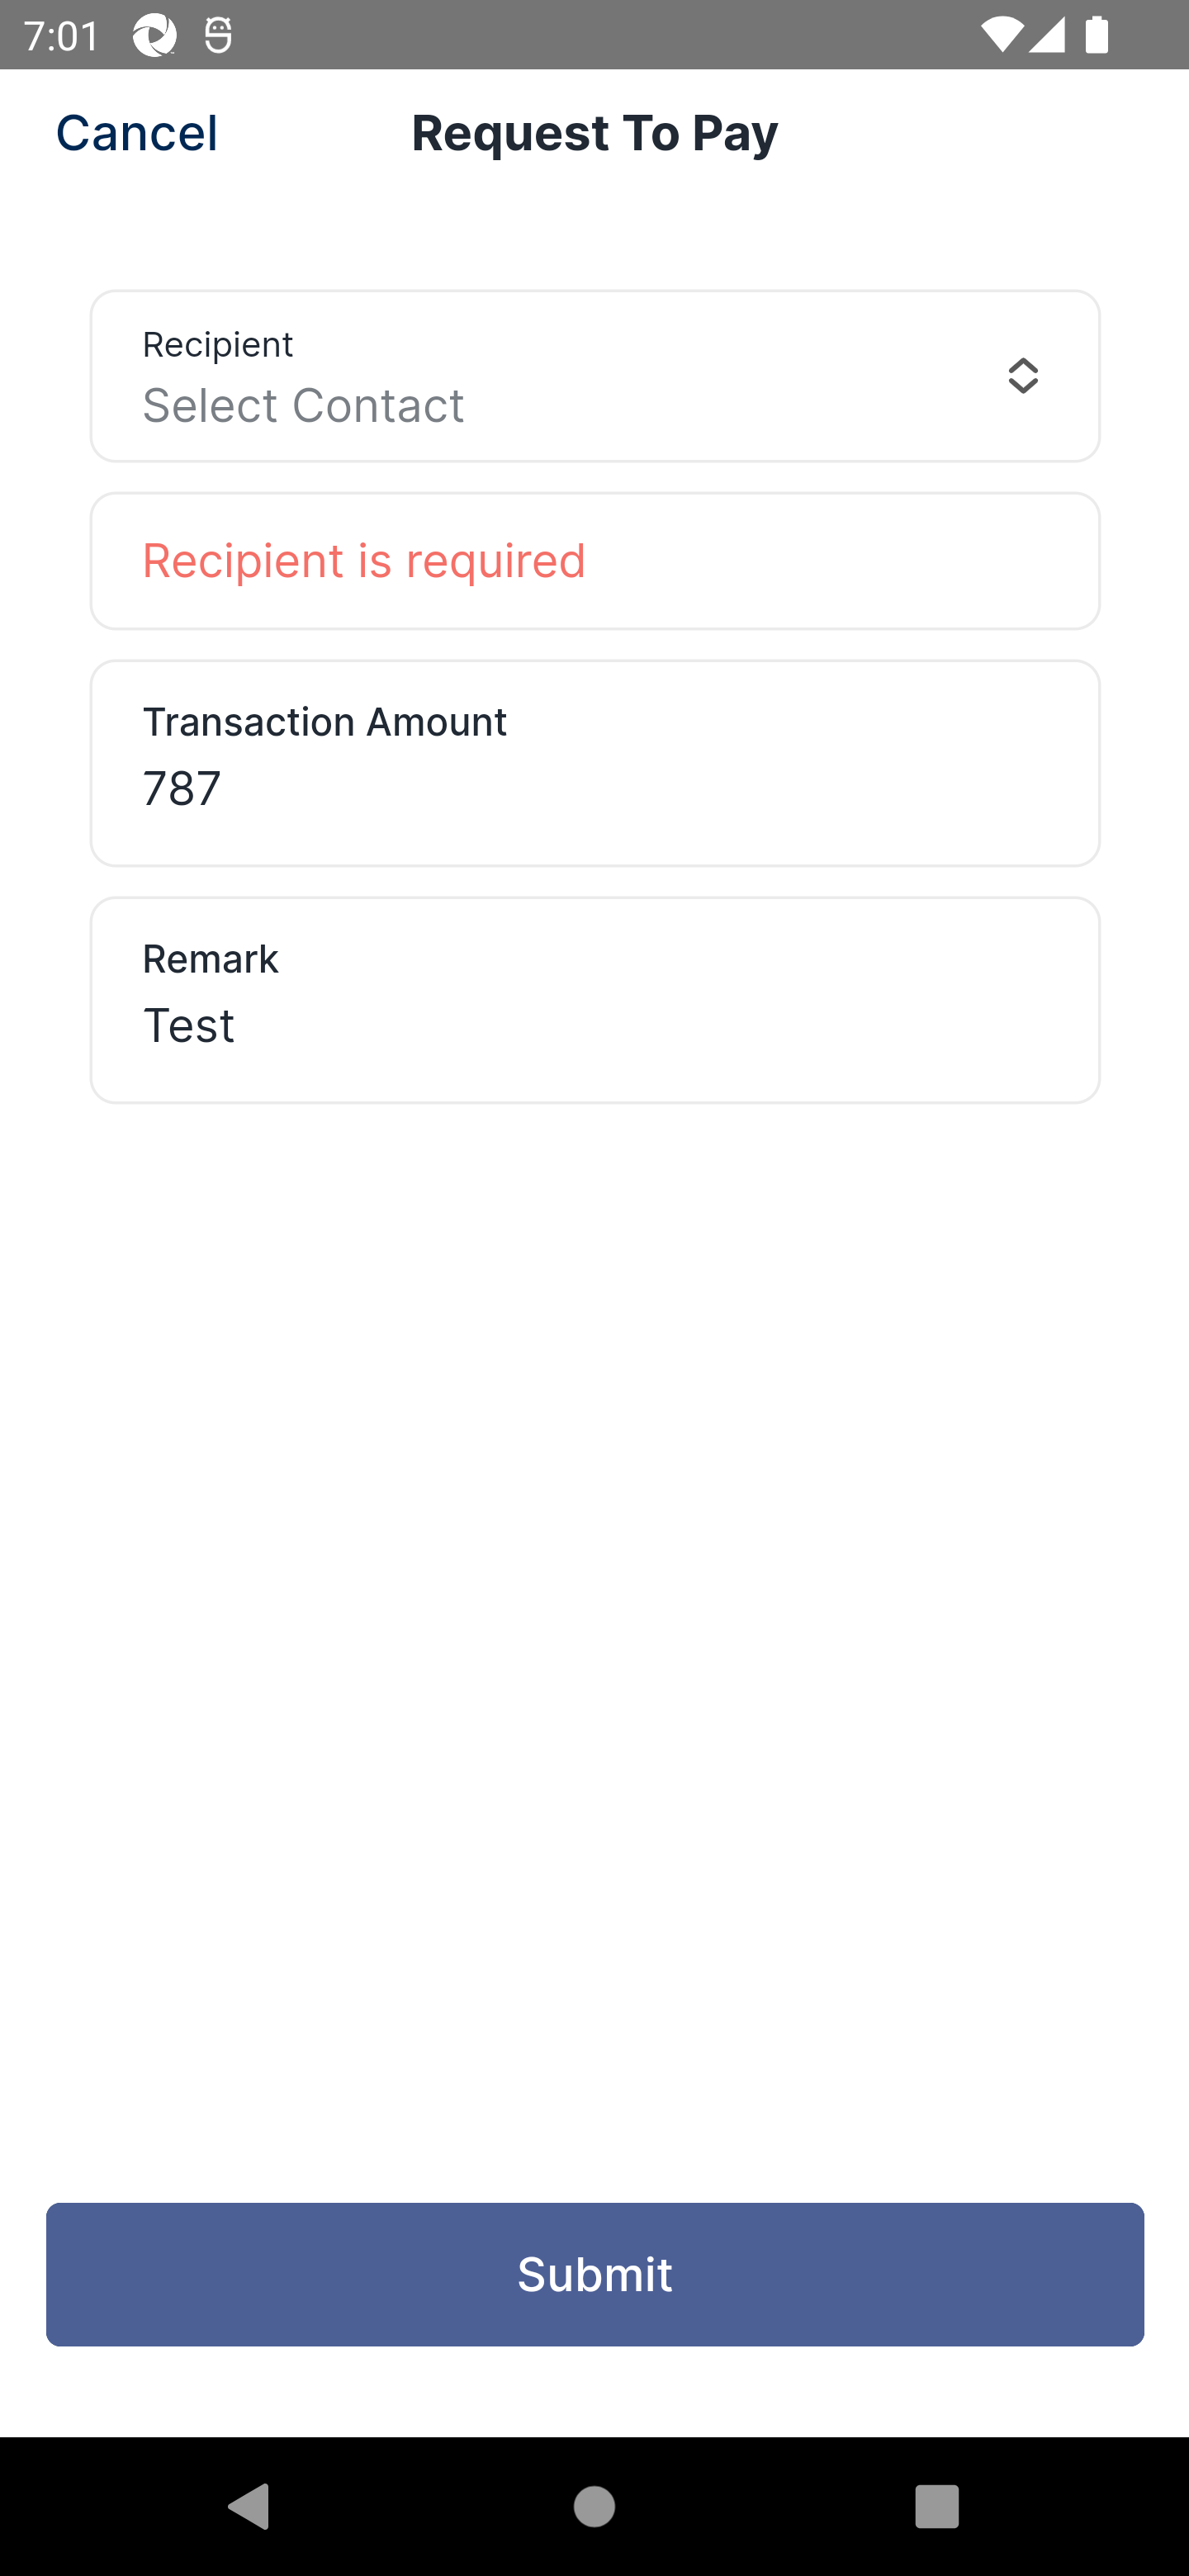 7:01
Cancel
Request To Pay
Recipient
Select Contact
Recipient is required
Transaction Amount
787
Remark
Test
Submit